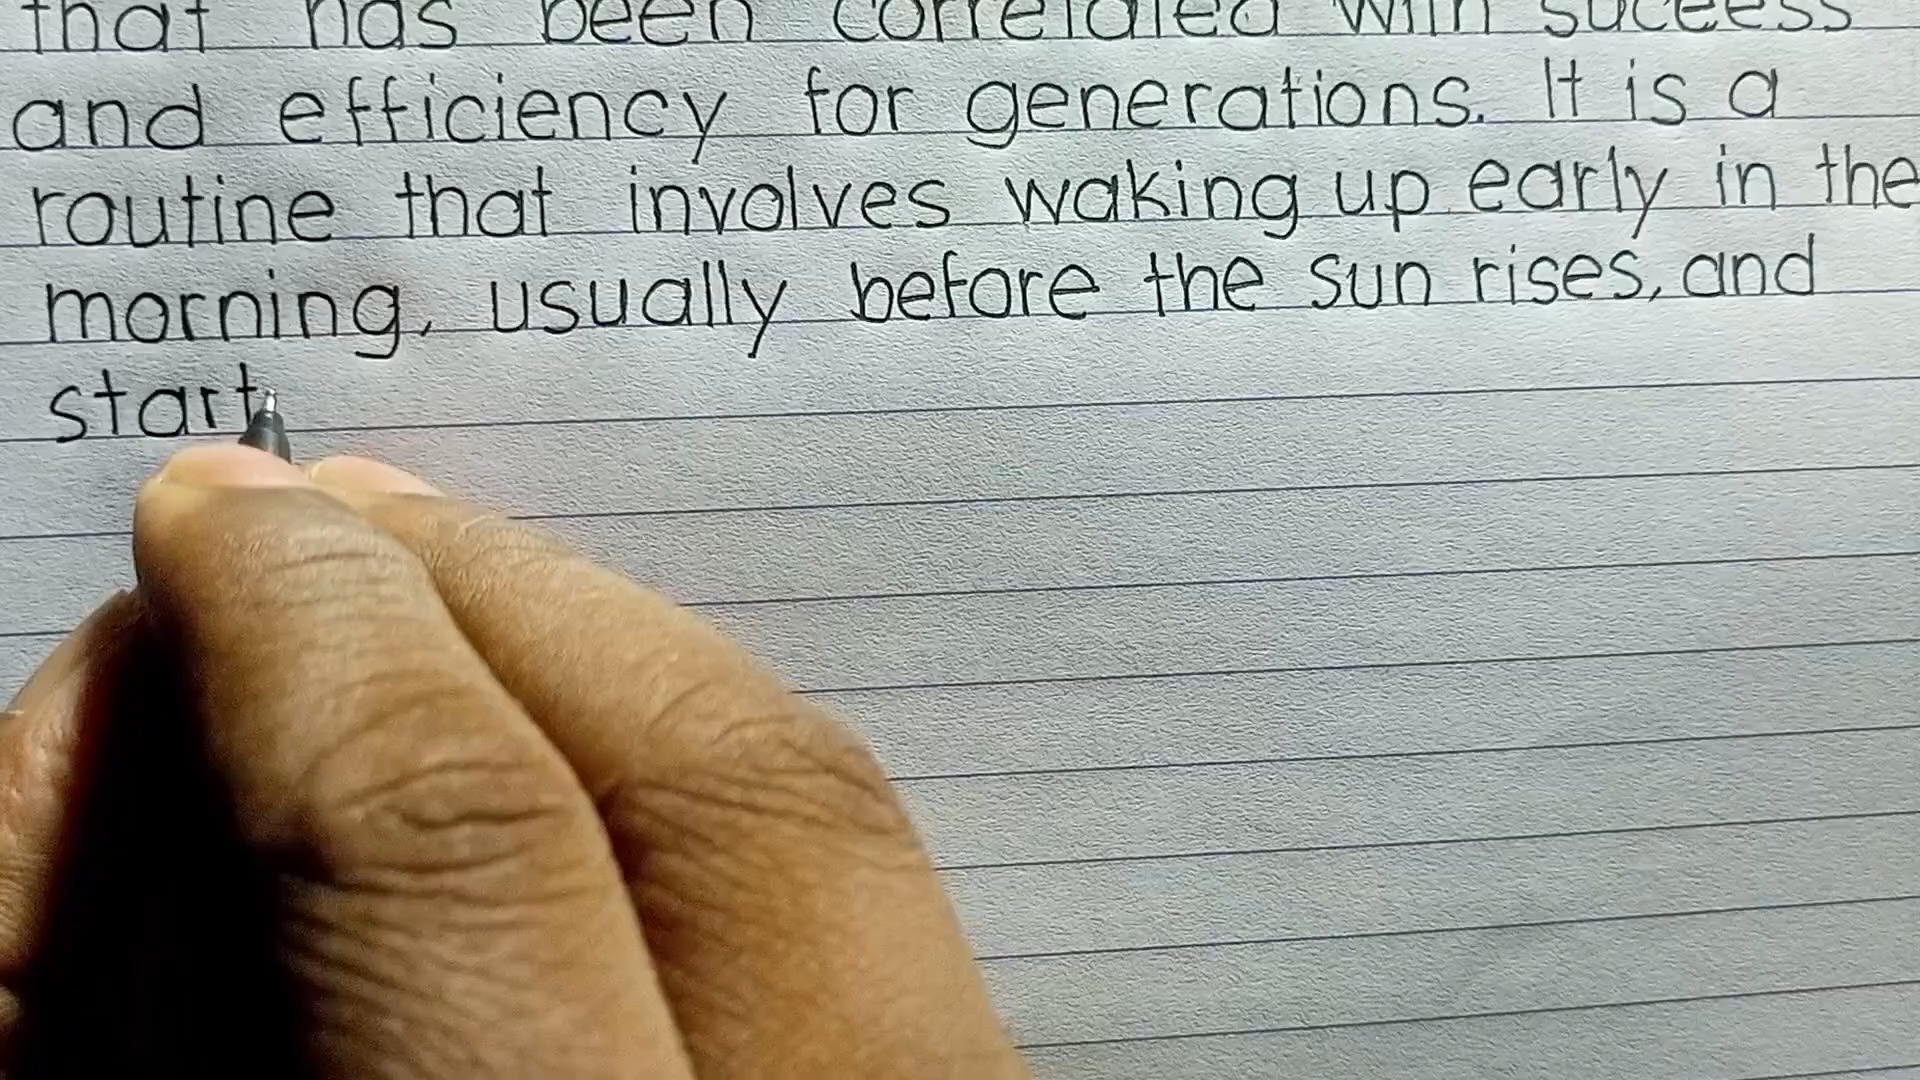 that has been correlated with suceess
and efficiency for generations. It is a
routine that involves waking up early in the
morning, usually before the sun rises, and
start